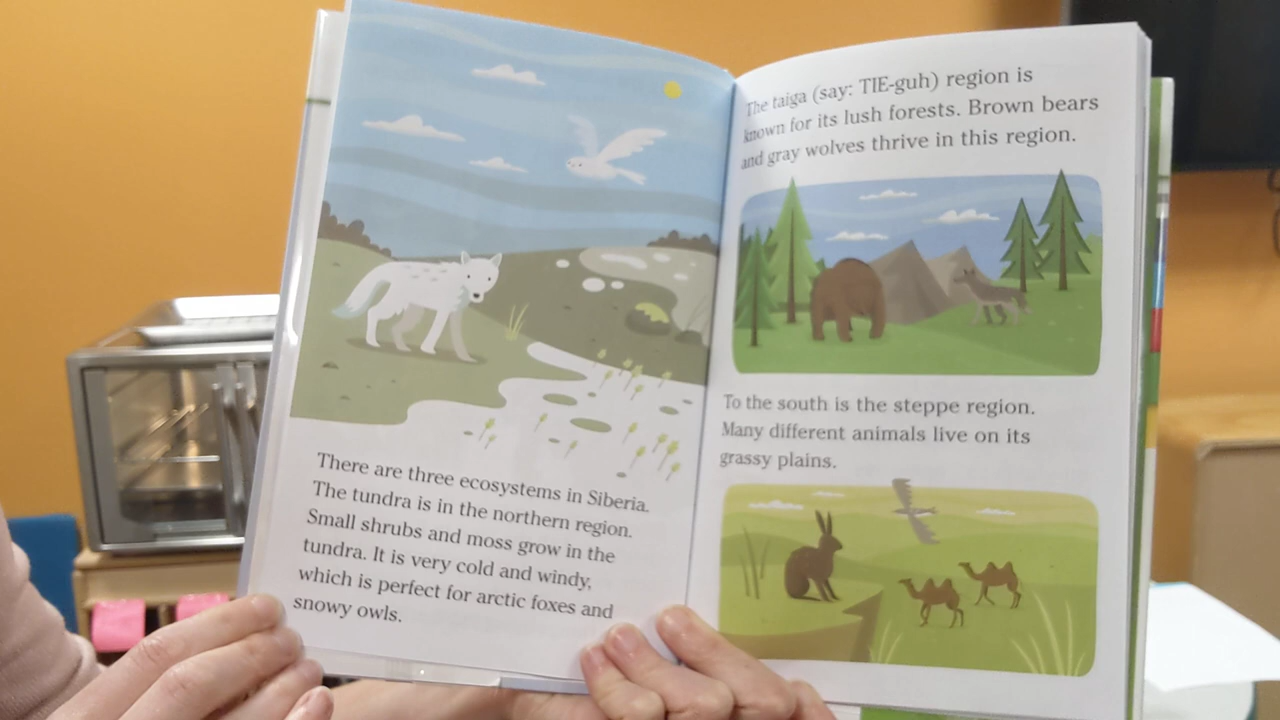 There are three ecosystems in Siberia.
The tundra is in the northern region.
Small shrubs and moss grow in the
tundra. It is very cold and windy,
which is perfect for arctic foxes and
snowy owls.
The taiga (say: TIE-guh) region is
known for its lush forests. Brown bears
and gray wolves thrive in this region.
To the south is the steppe region.
Many different animals live on its
grassy plains.